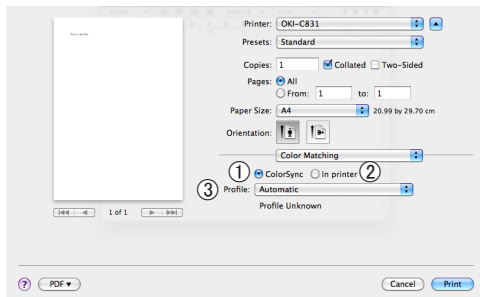 Printer: OKI-C831
Presets: Standard
Copies: 1 Collated Two-Sided
Pages: All
From: 1 to: 1
Paper Size: A4 20.99 by 29.70 cm
Orientation:
Color Matching
① ColorSync In printer ②
③ Profile: Automatic
Profile Unknown
1 of 1
? PDF▼ Cancel Print